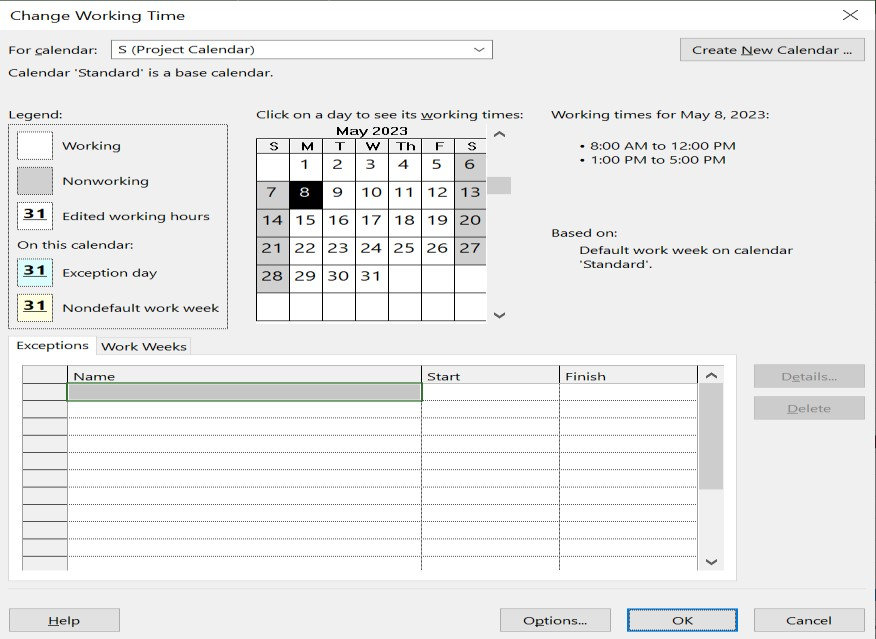 Change Working Time
For calendar: S (Project Calendar)
Create New Calendar ...
Calendar 'Standard' is a base calendar.
Legend:
Working
Nonworking
31 Edited working hours
On this calendar:
31 Exception day
31 Nondefault work week
Click on a day to see its working times:
May 2023
S M T W Th F S
1 2 3 4 5 6
7 8 9 10 11 12 13
14 15 16 17 18 19 20
21 22 23 24 25 26 27
28 29 30 31
Working times for May 8, 2023:
• 8:00 AM to 12:00 PM
• 1:00 PM to 5:00 PM
Based on:
Default work week on calendar
'Standard'.
Exceptions Work Weeks
Name Start Finish
Details...
Delete
Help Options... OK Cancel